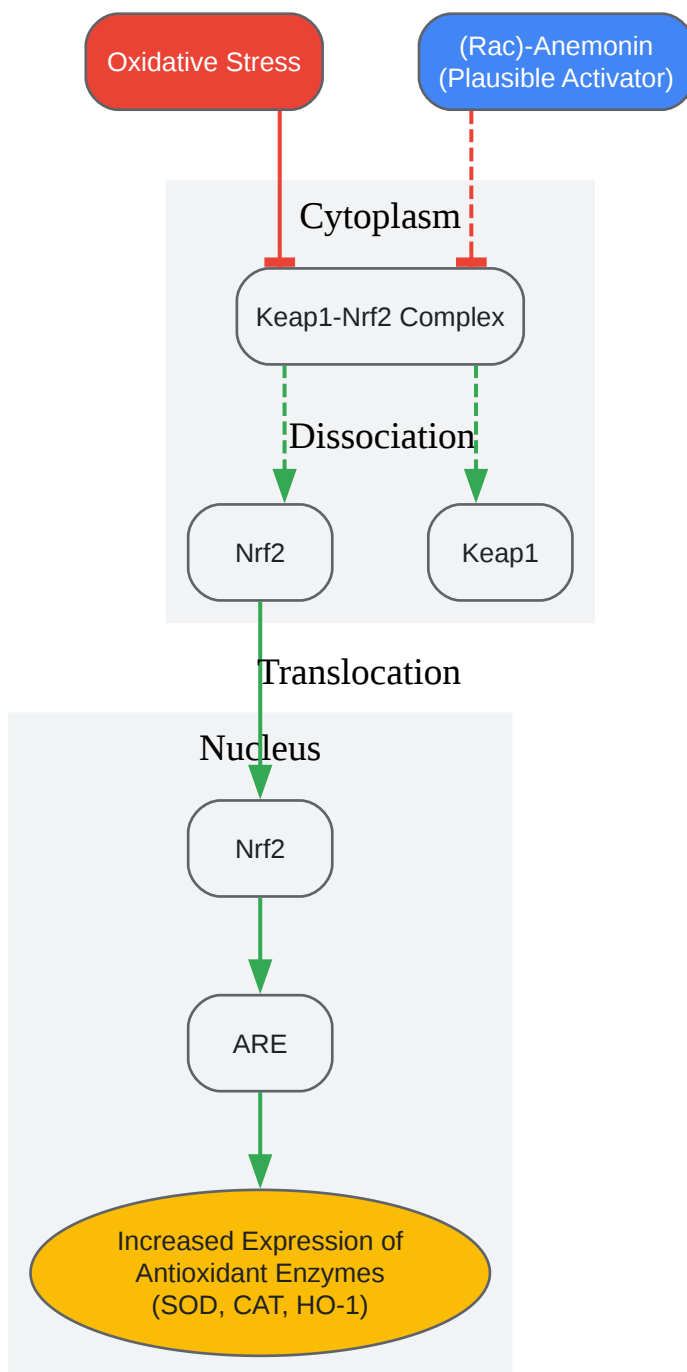 Oxidative Stress
(Rac)-Anemonin
(Plausible Activator)
Cytoplasm
Keap1-Nrf2 Complex
Dissociation
Nrf2
Keap1
Translocation
Nucleus
Nrf2
ARE
Increased Expression of
Antioxidant Enzymes
(SOD, CAT, HO-1)